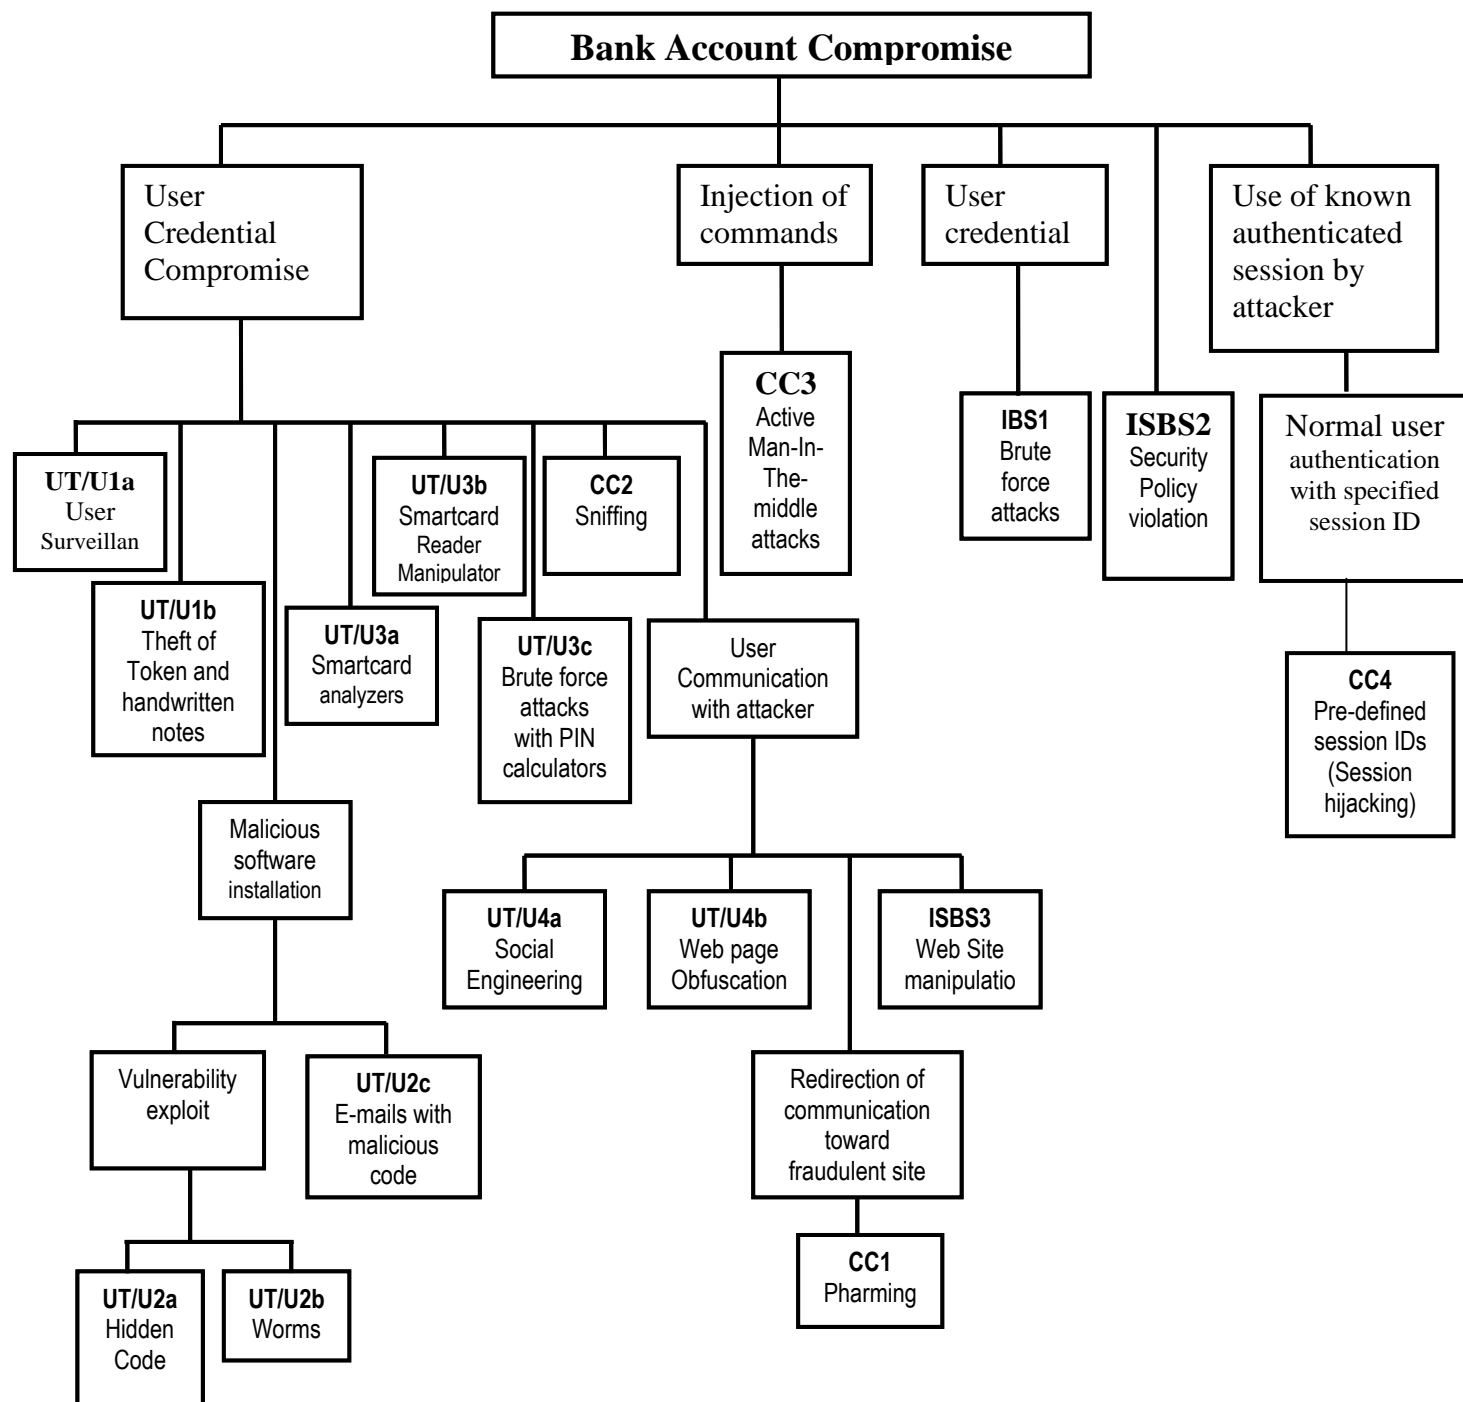 Bank Account Compromise
User
Credential
Compromise
Injection of
commands
User
credential
Use of known
authenticated
session by
attacker
CC3
Active
Man-In-
The-
middle
attacks
IBS1
Brute
force
attacks
ISBS2
Security
Policy
violation
Normal user
authentication
with specified
session ID
UT/U1a
User
Surveillan
UT/U3b
Smartcard
Reader
Manipulator
CC2
Sniffing
UT/U1b
Theft of
Token and
handwritten
notes
UT/U3a
Smartcard
analyzers
UT/U3c
Brute force
attacks
with PIN
calculators
User
Communication
with attacker
CC4
Pre-defined
session IDs
(Session
hijacking)
Malicious
software
installation
UT/U4a
Social
Engineering
UT/U4b
Web page
Obfuscation
ISBS3
Web Site
manipulatio
Vulnerability
exploit
UT/U2c
E-mails with
malicious
code
Redirection of
communication
toward
fraudulent site
UT/U2a
Hidden
Code
UT/U2b
Worms
CC1
Pharming